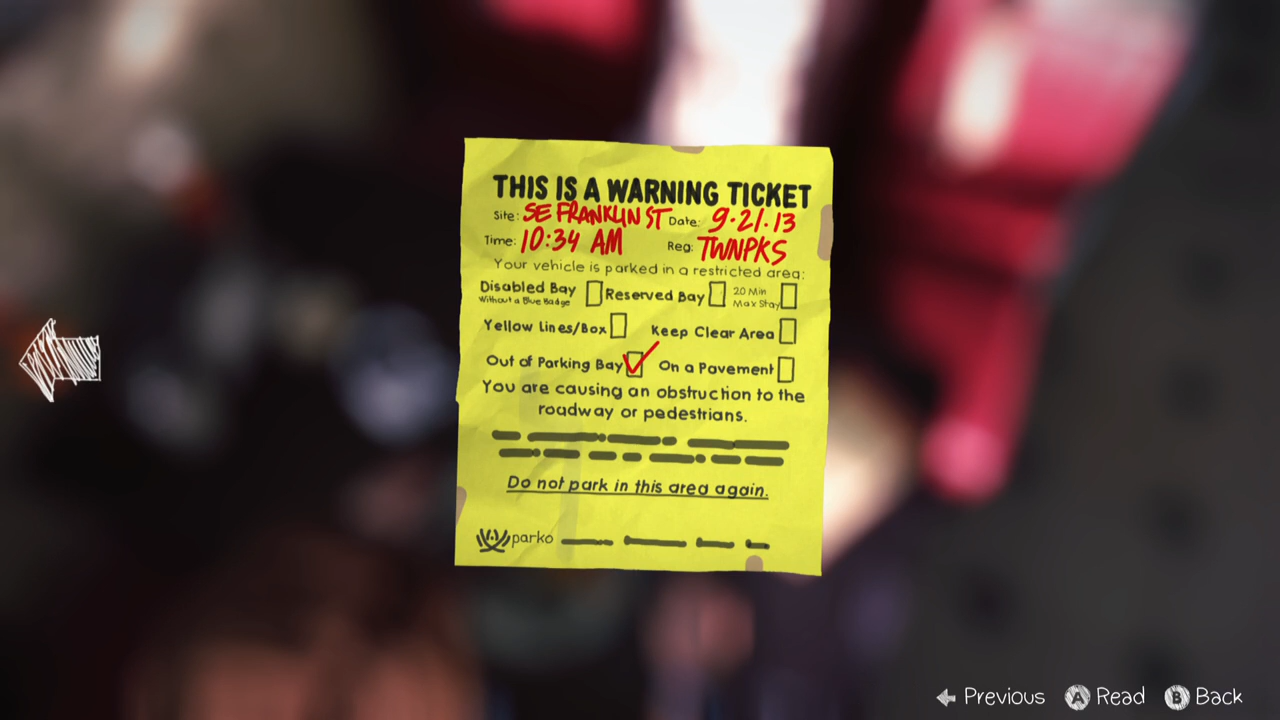 THIS IS A WARNING TICKET
Site: SE FRANKLIN ST Date: 9.21.13
Time: 10:34 AM Reg: TWNPKS
Your vehicle is parked in a restricted area:
Disabled Bay Reserved Bay 20 Min
Without a Blue Badge Max Stay
Yellow Lines/Box Keep Clear Area
Out of Parking Bay On a Pavement
You are causing an obstruction to the
roadway or pedestrians.
Do not park in this area again.
parko
Previous A Read B Back